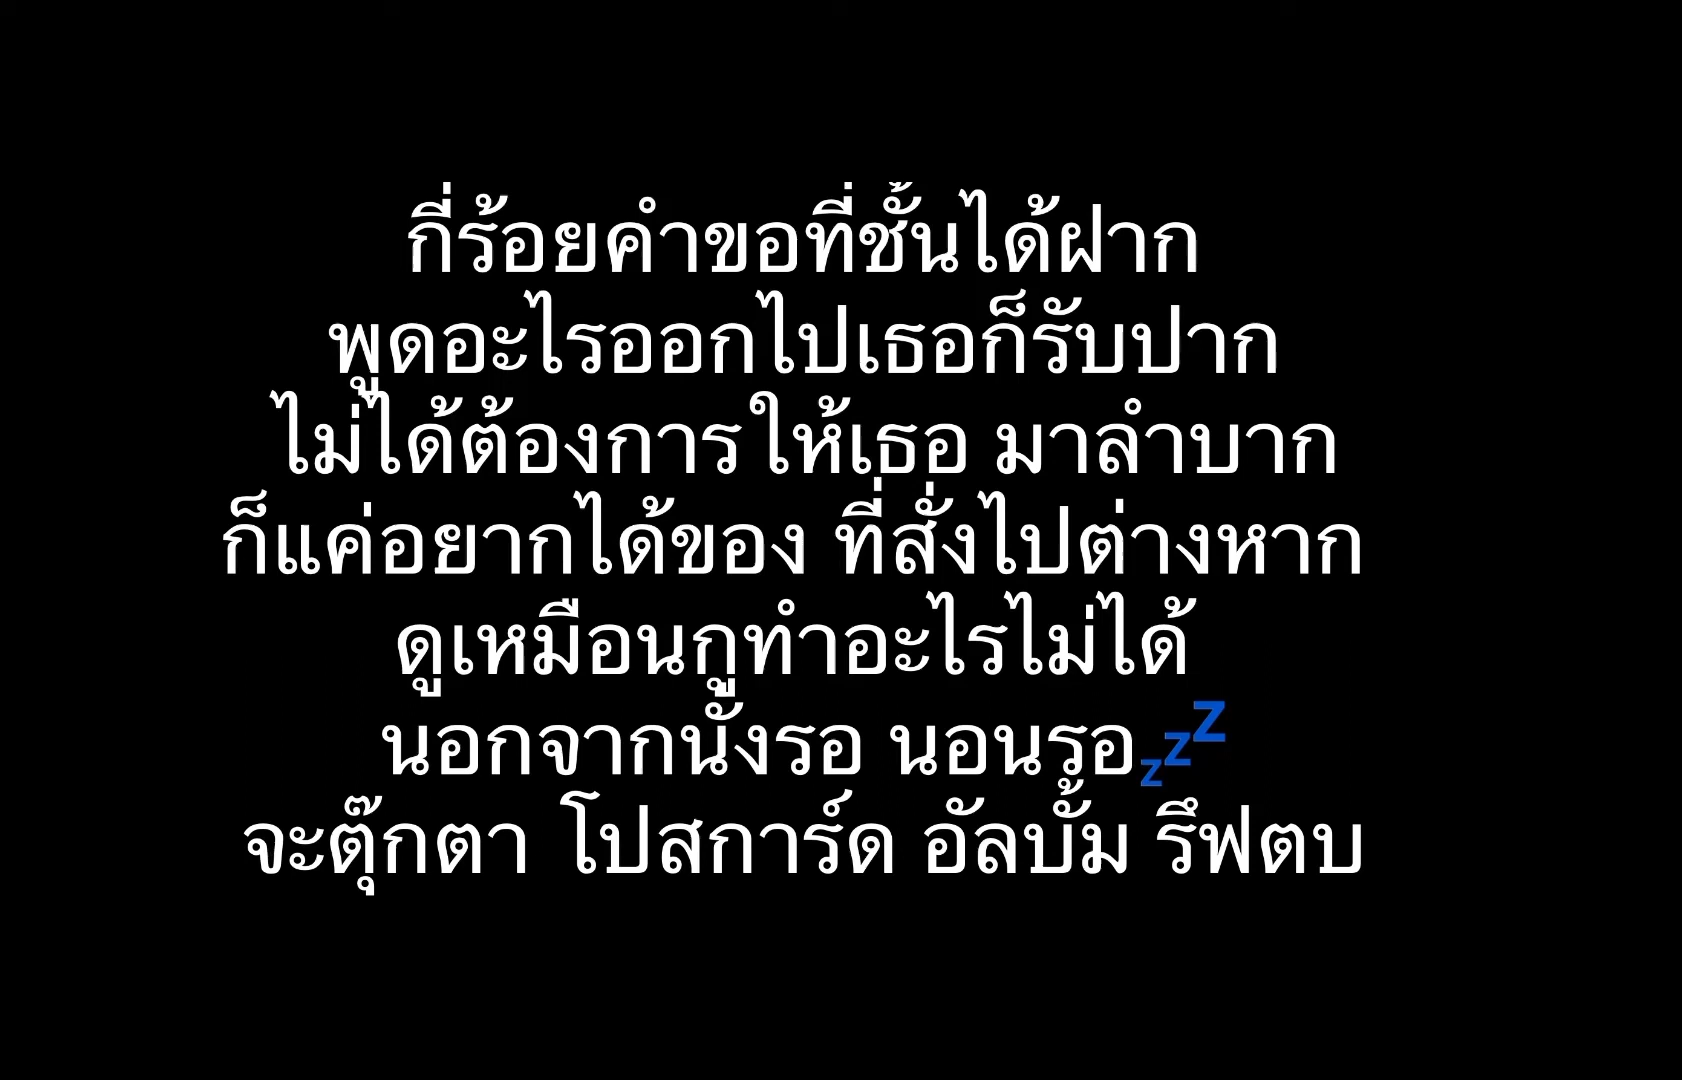 กี่ร้อยคำขอที่ชั้นได้ฝาก
พูดอะไรออกไปเธอก็รับปาก
ไม่ได้ต้องการให้เธอ มาลำบาก
ก็แค่อยากได้ของ ที่สั่งไปต่างหาก
ดูเหมือนกูทำอะไรไม่ได้
นอกจากนั่งรอ นอนรอ💤
จะตุ๊กตา โปสการ์ด อัลบั้ม รึฟตบ